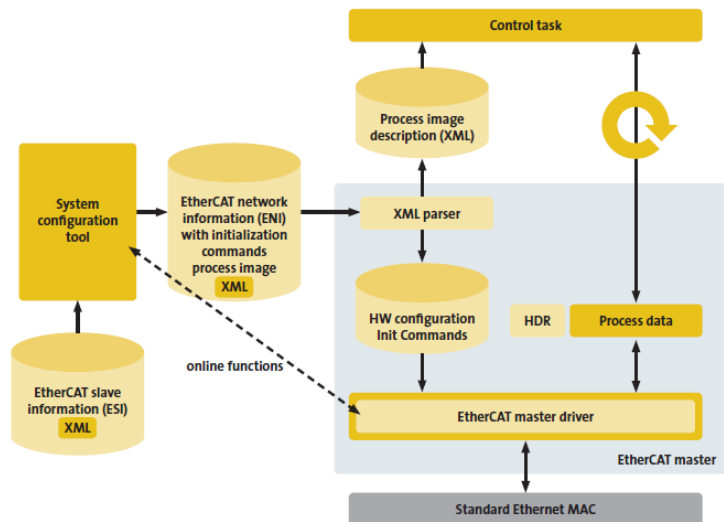 Control task
Process image
description (XML)
System
configuration
tool
EtherCAT network
information (ENI)
with initialization
commands
process image
XML
XML parser
HW configuration
Init Commands
HDR
Process data
online functions
EtherCAT slave
information (ESI)
XML
EtherCAT master driver
EtherCAT master
Standard Ethernet MAC